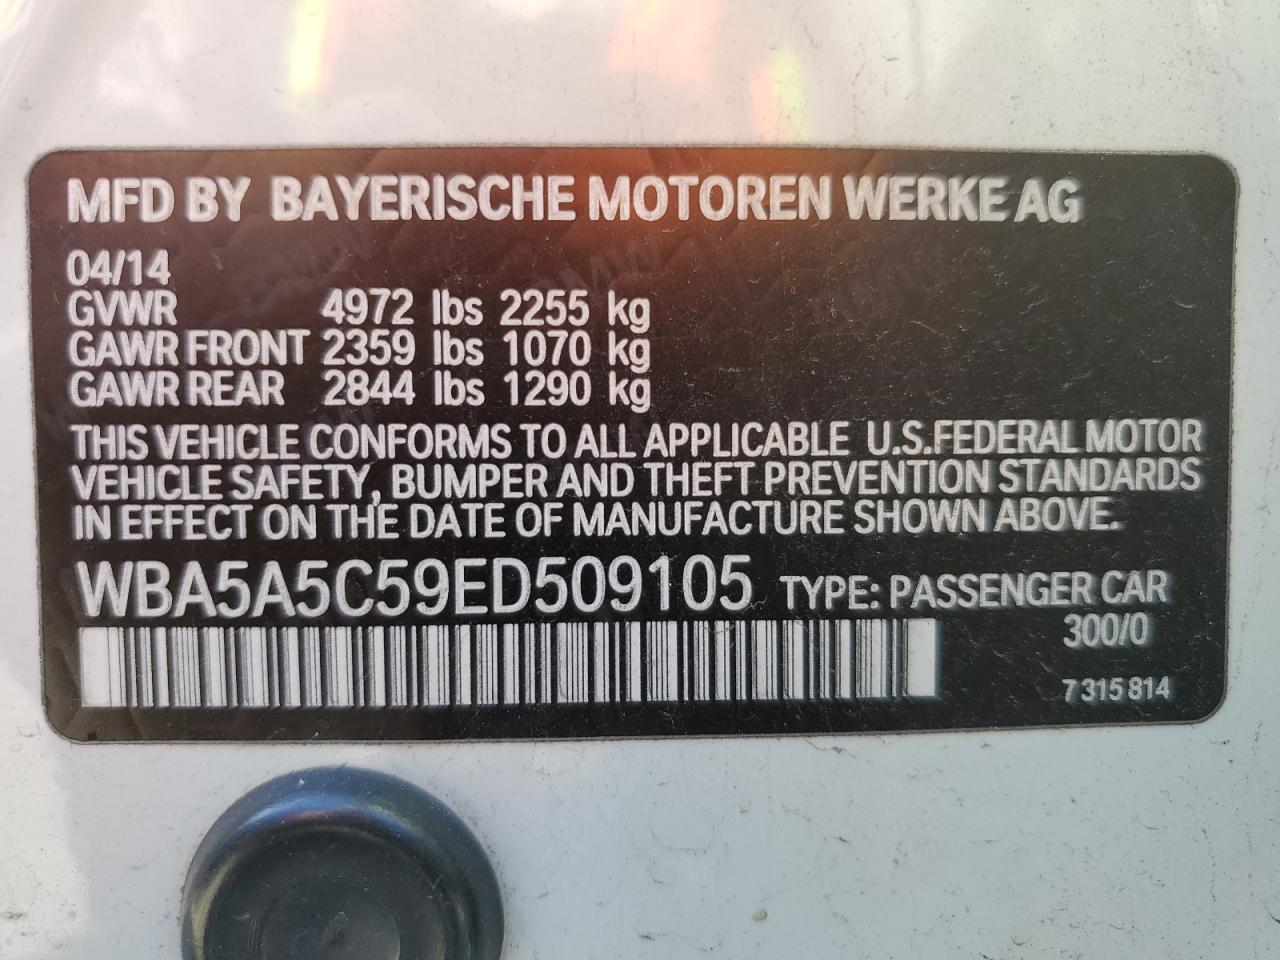 MFD BY BAYERISCHE MOTOREN WERKE AG
04/14
GVWR 4972 lbs 2255 kg
GAWR FRONT 2359 lbs 1070 kg
GAWR REAR 2844 lbs 1290 kg
THIS VEHICLE CONFORMS TO ALL APPLICABLE U.S.FEDERAL MOTOR
VEHICLE SAFETY, BUMPER AND THEFT PREVENTION STANDARDS
IN EFFECT ON THE DATE OF MANUFACTURE SHOWN ABOVE.
WBA5A5C59ED509105 TYPE: PASSENGER CAR
300/0
7 315 814